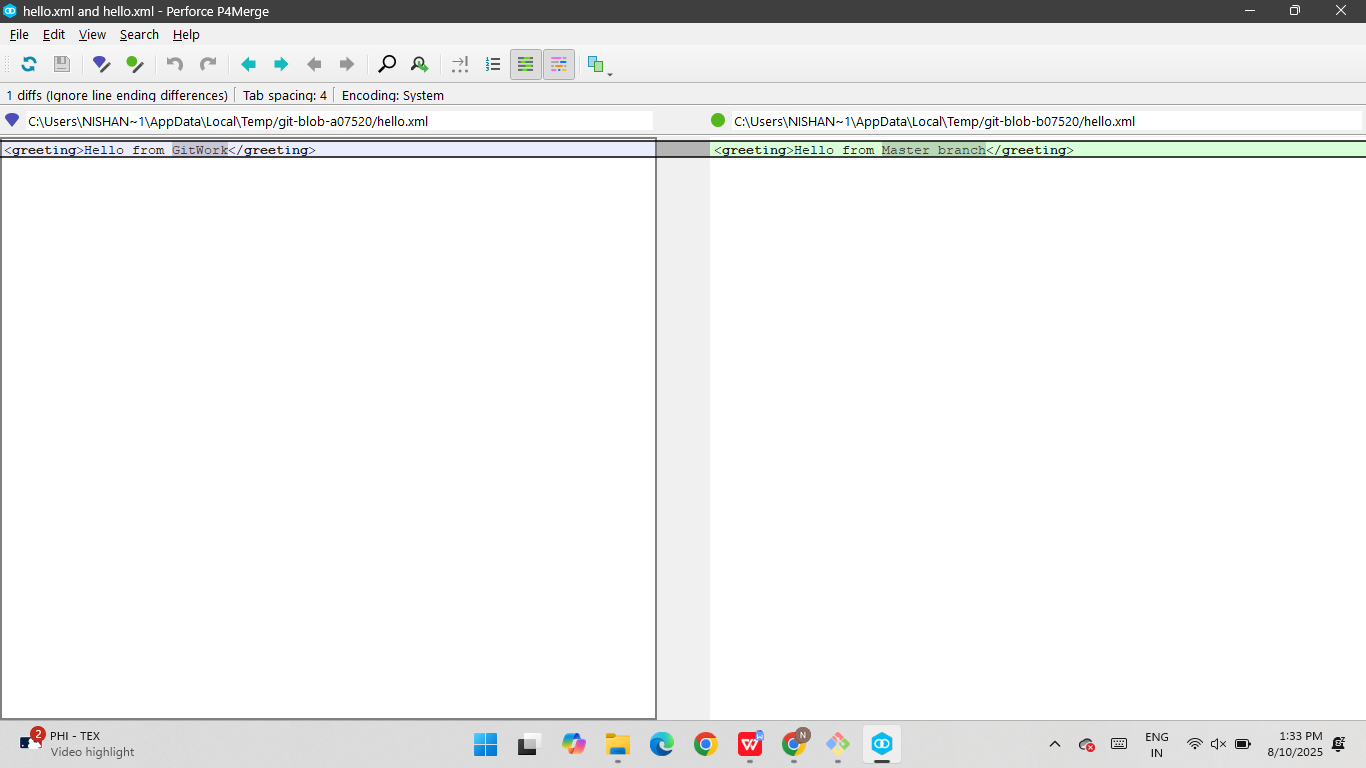 hello.xml and hello.xml - Perforce P4Merge
File Edit View Search Help
1 diffs (Ignore line ending differences) Tab spacing: 4 Encoding: System
C:\Users\NISHAN~1\AppData\Local\Temp/git-blob-a07520/hello.xml
C:\Users\NISHAN~1\AppData\Local\Temp/git-blob-b07520/hello.xml
<greeting>Hello from GitWork</greeting>
<greeting>Hello from Master branch</greeting>
2
PHI - TEX
Video highlight
W
N
ENG
IN
1:33 PM
8/10/2025